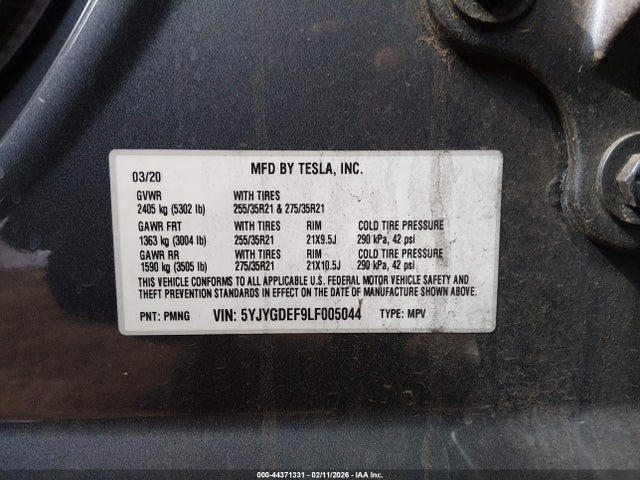 03/20 MFD BY TESLA, INC.
GVWR WITH TIRES
2405 kg (5302 lb) 255/35R21 & 275/35R21
GAWR FRT WITH TIRES RIM COLD TIRE PRESSURE
1363 kg (3004 lb) 255/35R21 21X9.5J 290 kPa, 42 psi
GAWR RR WITH TIRES RIM COLD TIRE PRESSURE
1590 kg (3505 lb) 275/35R21 21X10.5J 290 kPa, 42 psi
THIS VEHICLE CONFORMS TO ALL APPLICABLE U.S. FEDERAL MOTOR VEHICLE SAFETY AND
THEFT PREVENTION STANDARDS IN EFFECT ON THE DATE OF MANUFACTURE SHOWN ABOVE.
PNT: PMNG VIN: 5YJYGDEF9LF005044 TYPE: MPV
000-44371331 - 02/11/2026 - IAA Inc.